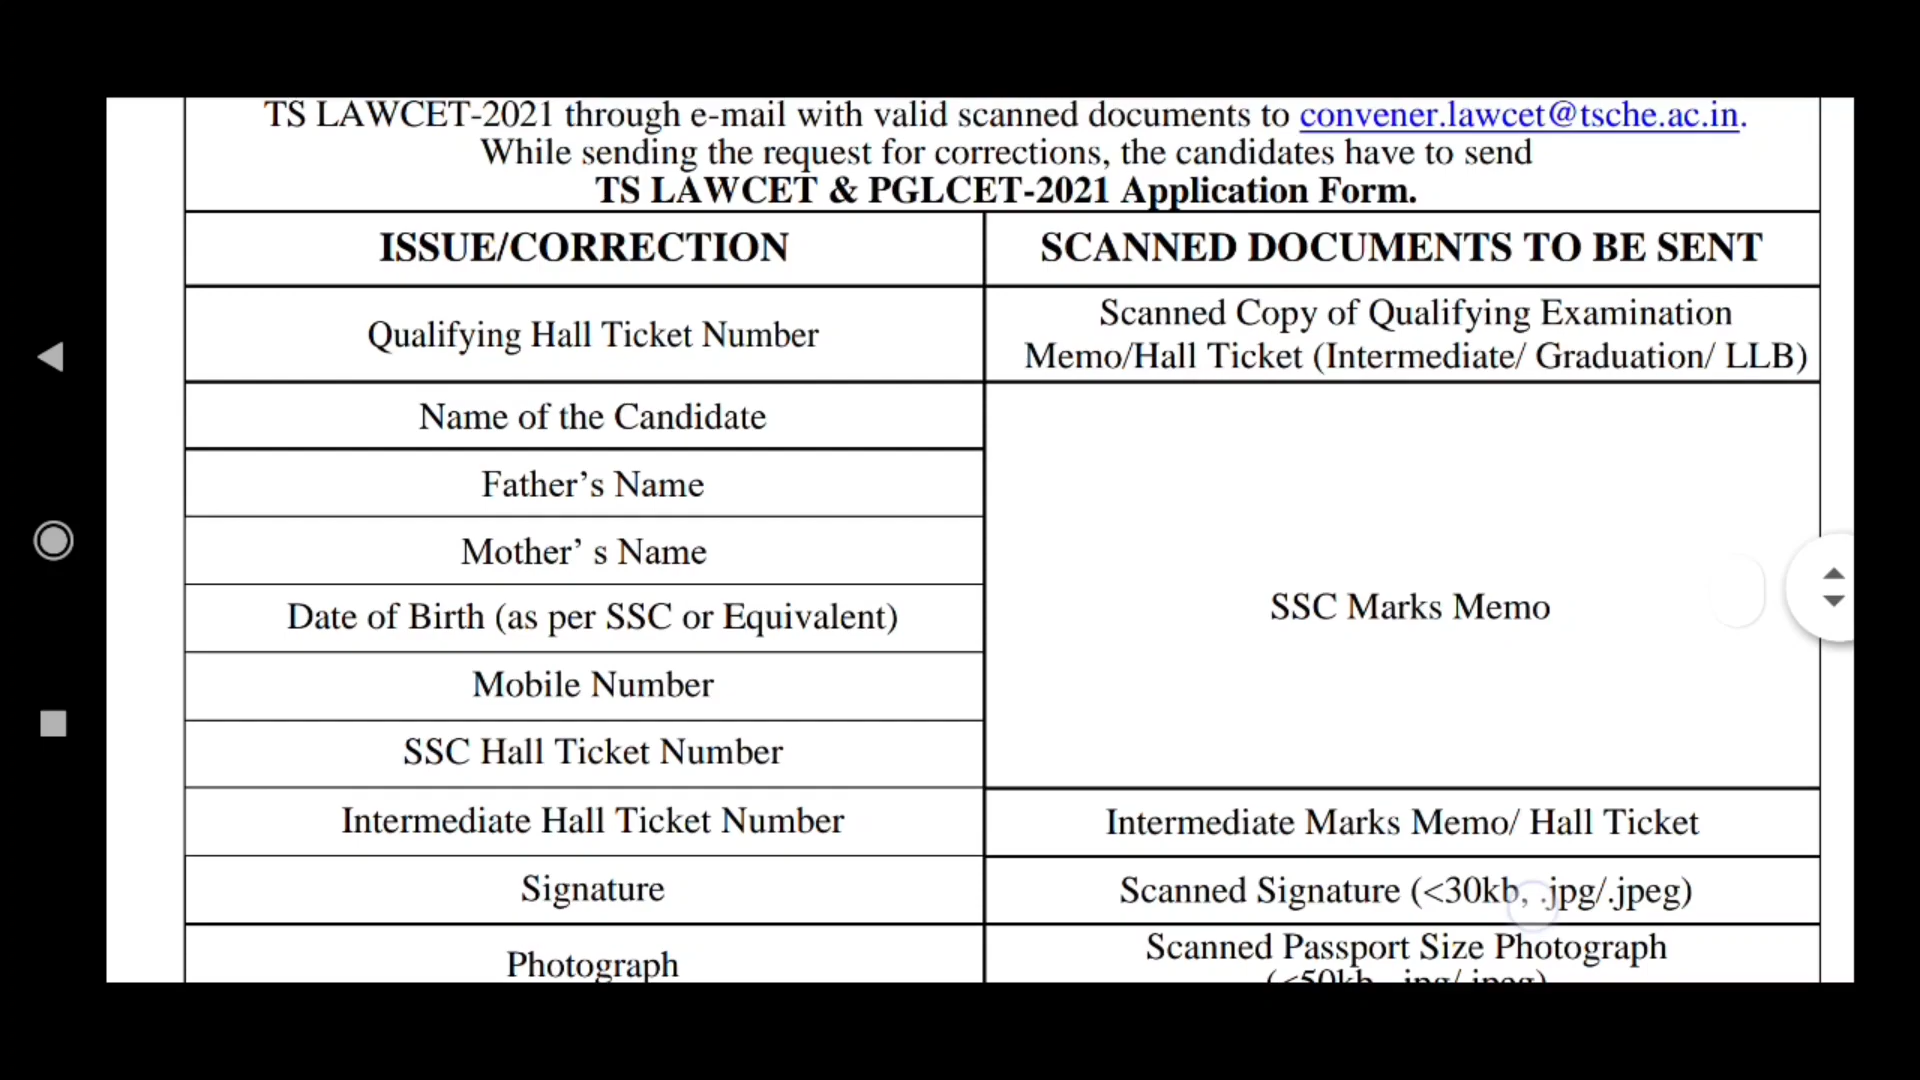 TS LAWCET-2021 through e-mail with valid scanned documents to convener.lawcet@tsche.ac.in.
While sending the request for corrections, the candidates have to send
TS LAWCET & PGLCET-2021 Application Form.
ISSUE/CORRECTION
SCANNED DOCUMENTS TO BE SENT
Qualifying Hall Ticket Number
Scanned Copy of Qualifying Examination
Memo/Hall Ticket (Intermediate/ Graduation/ LLB)
Name of the Candidate
Father’s Name
Mother’ s Name
Date of Birth (as per SSC or Equivalent)
Mobile Number
SSC Hall Ticket Number
SSC Marks Memo
Intermediate Hall Ticket Number
Intermediate Marks Memo/ Hall Ticket
Signature
Scanned Signature (<30kb, .jpg/.jpeg)
Photograph
Scanned Passport Size Photograph
(<50kb, .jpg/.jpeg)